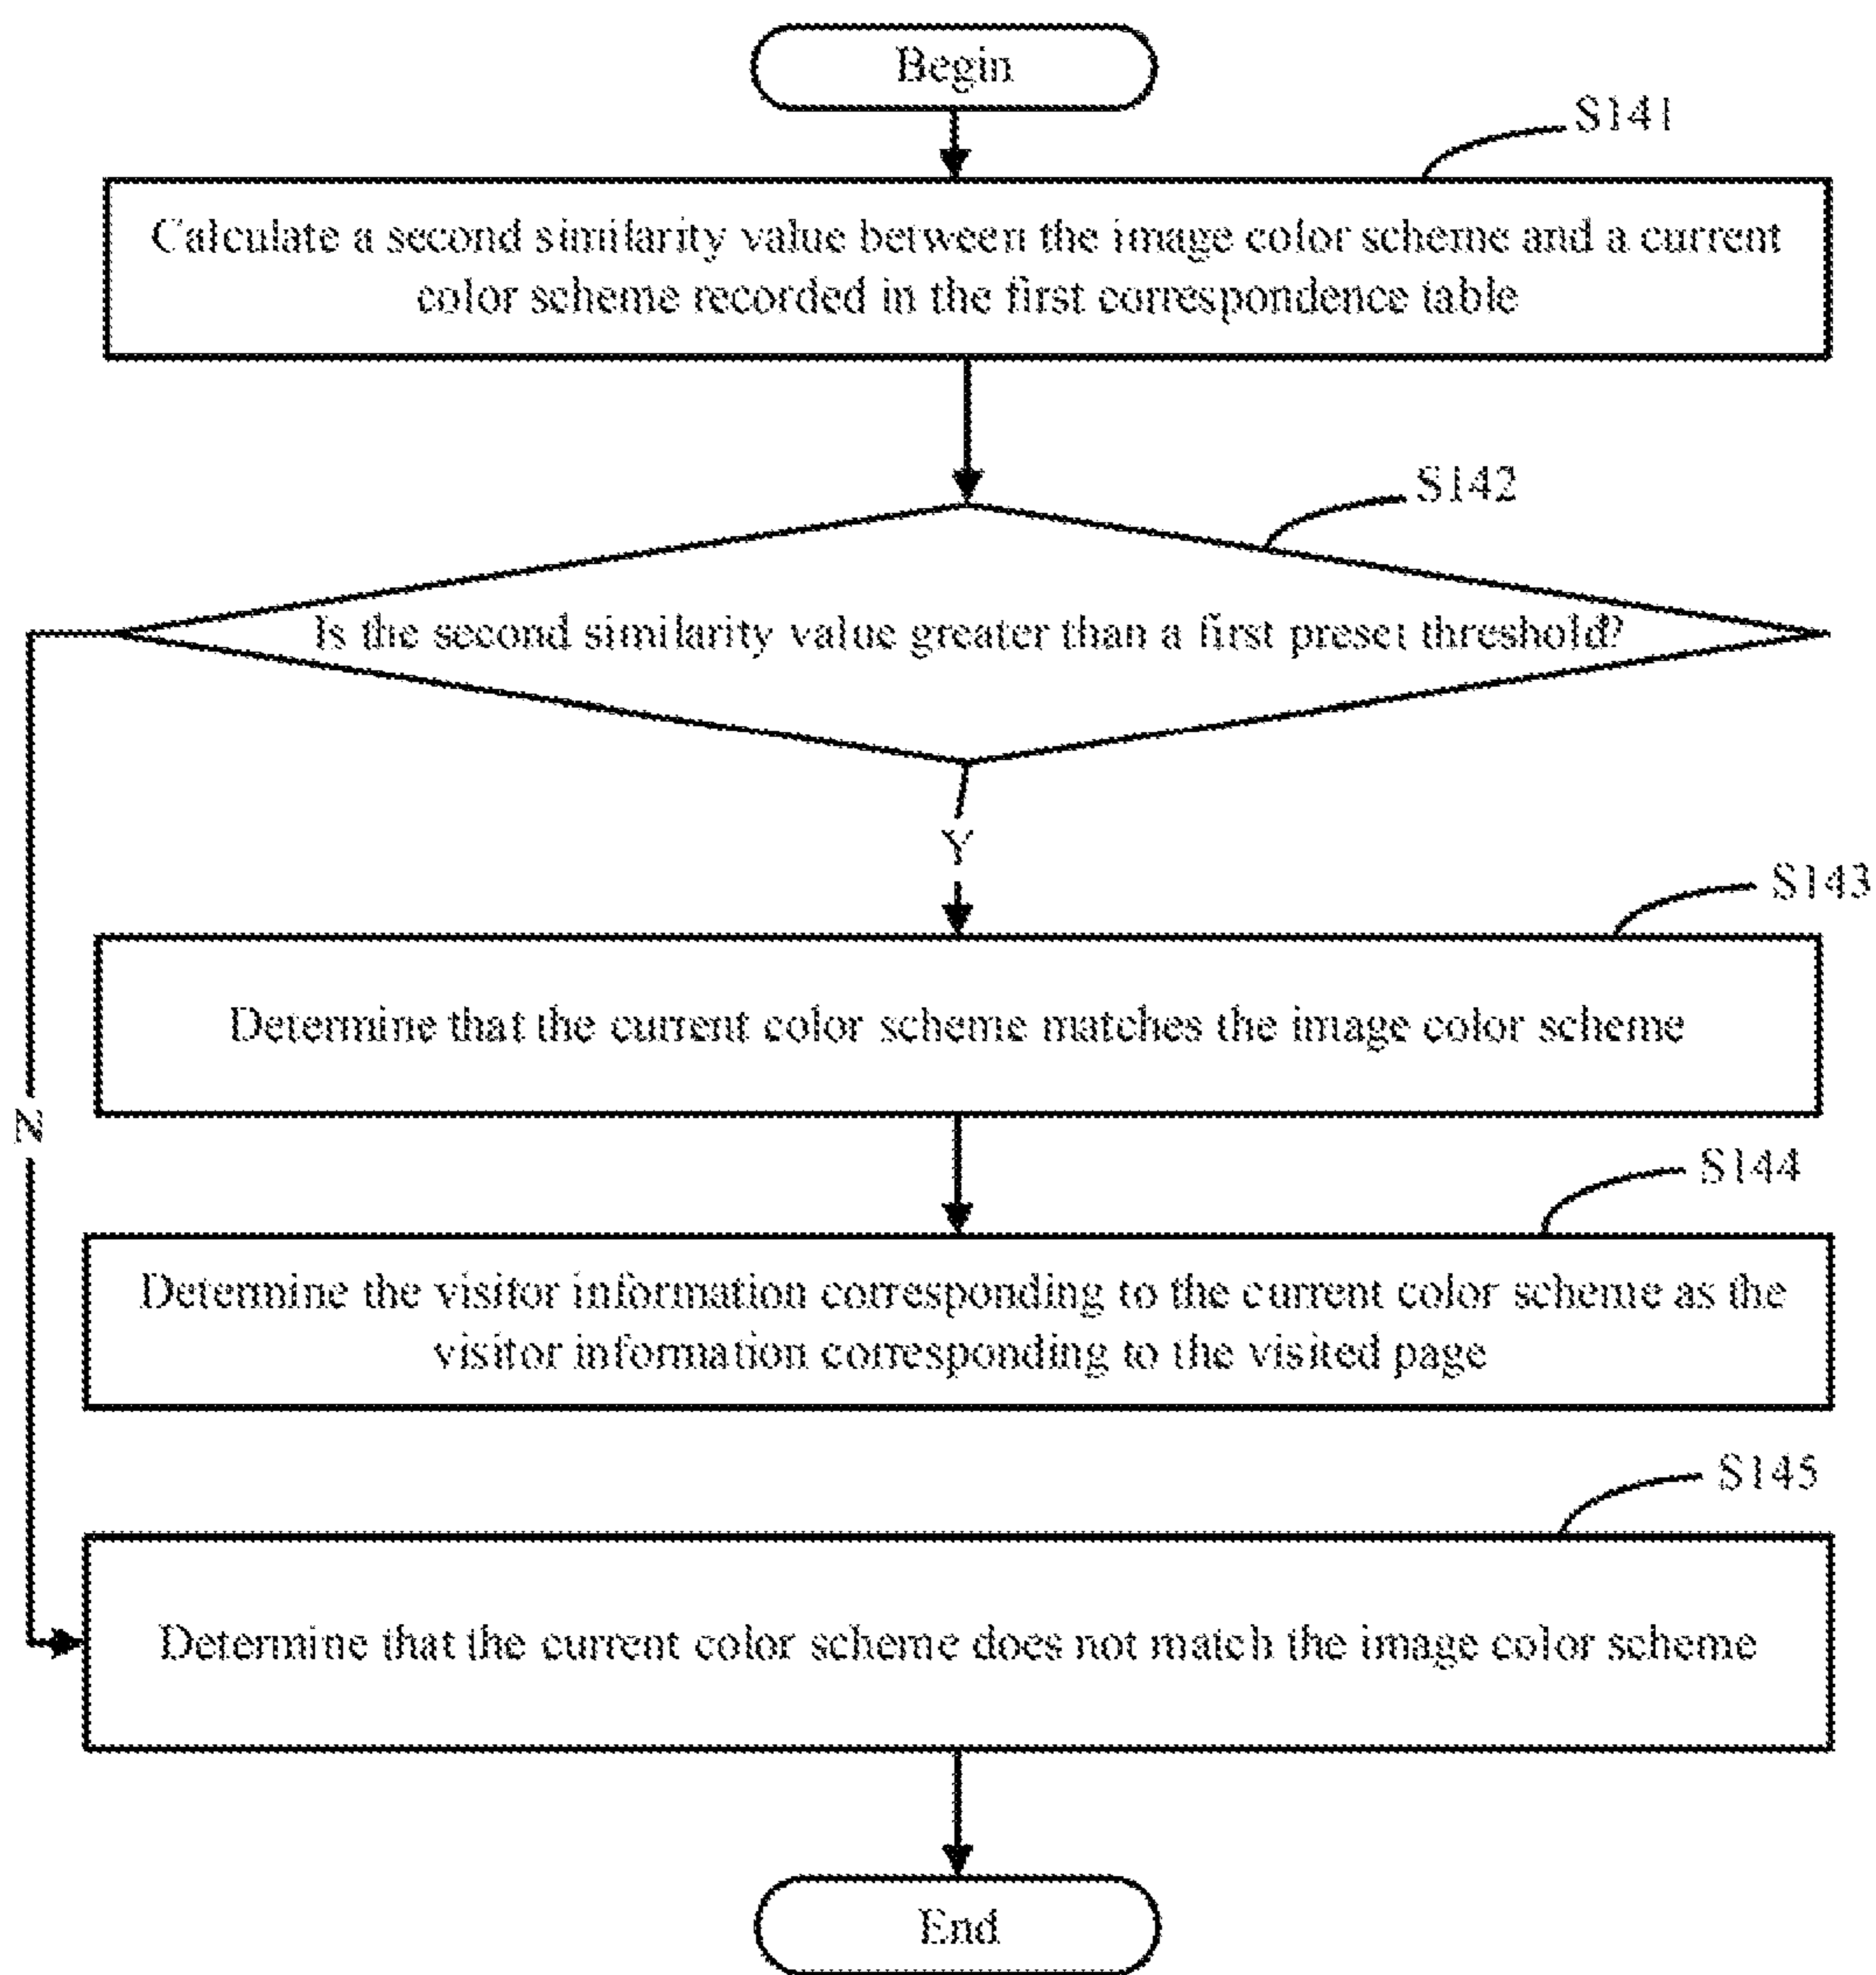 Begin
S141
Calculate a second similarity value between the image color scheme and a current
color scheme recorded in the first correspondence table
S142
Is the second similarity value greater than a first preset threshold?
Y
S143
Determine that the current color scheme matches the image color scheme
N
S144
Determine the visitor information corresponding to the current color scheme as the
visitor information corresponding to the visited page
S145
Determine that the current color scheme does not match the image color scheme
End